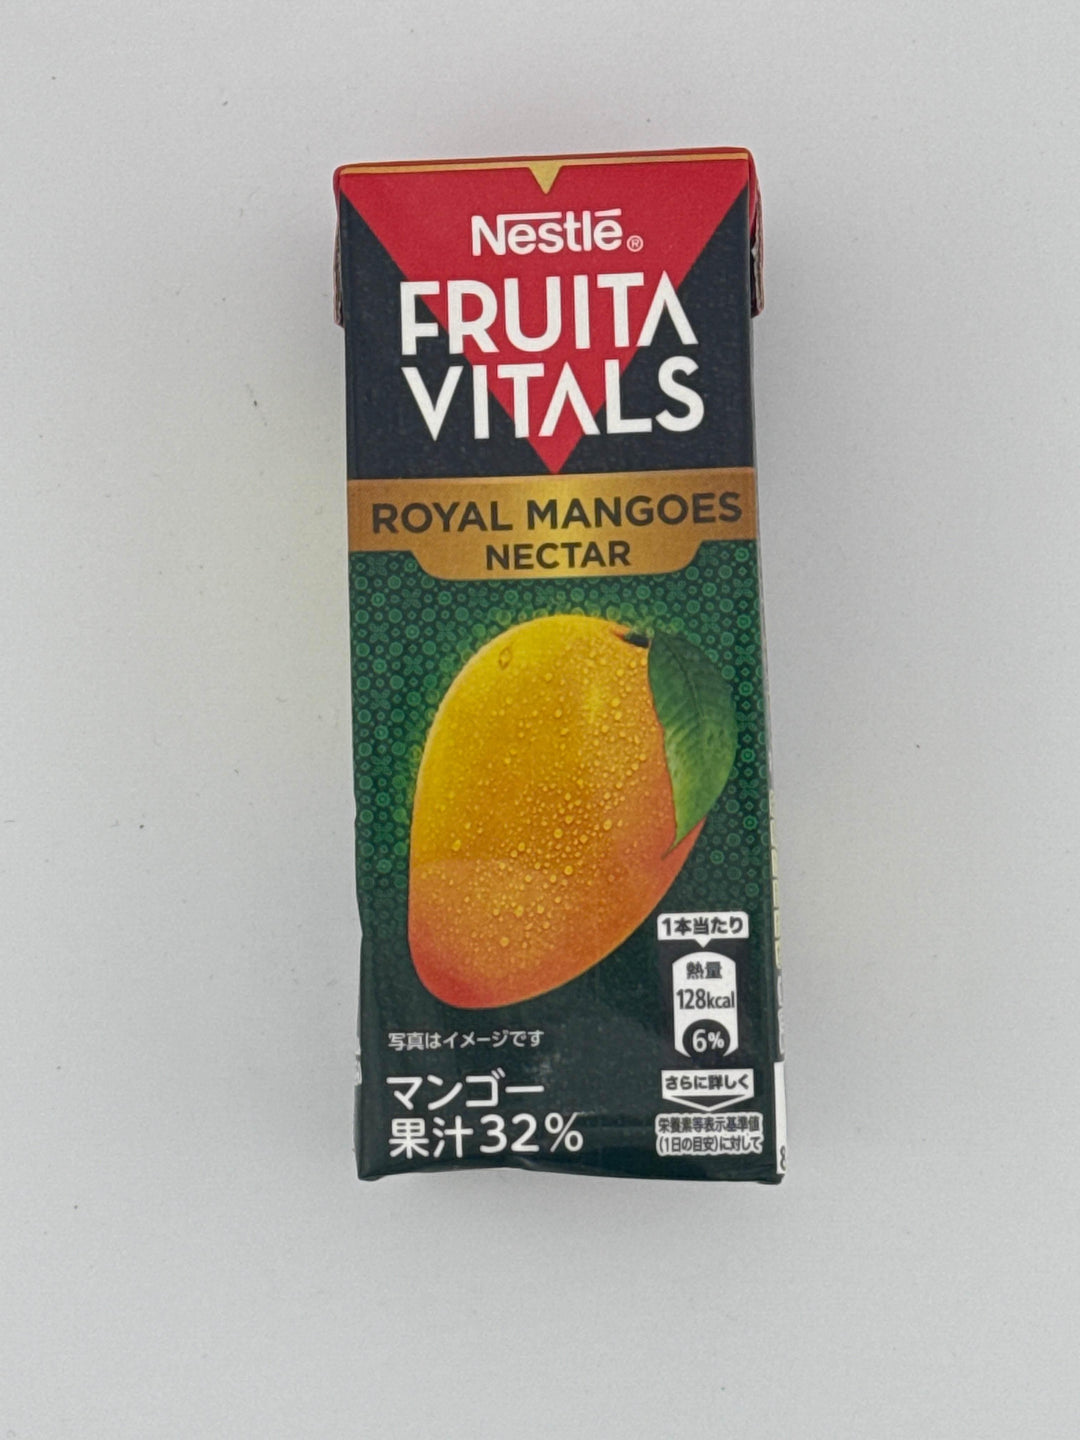 Nestlé®
FRUITA
VITALS
ROYAL MANGOES
NECTAR
1本当たり
熱量
128kcal
6%
写真はイメージです
さらに詳しく
マンゴー
果汁32%
栄養素等表示基準値
(1日の目安)に対して